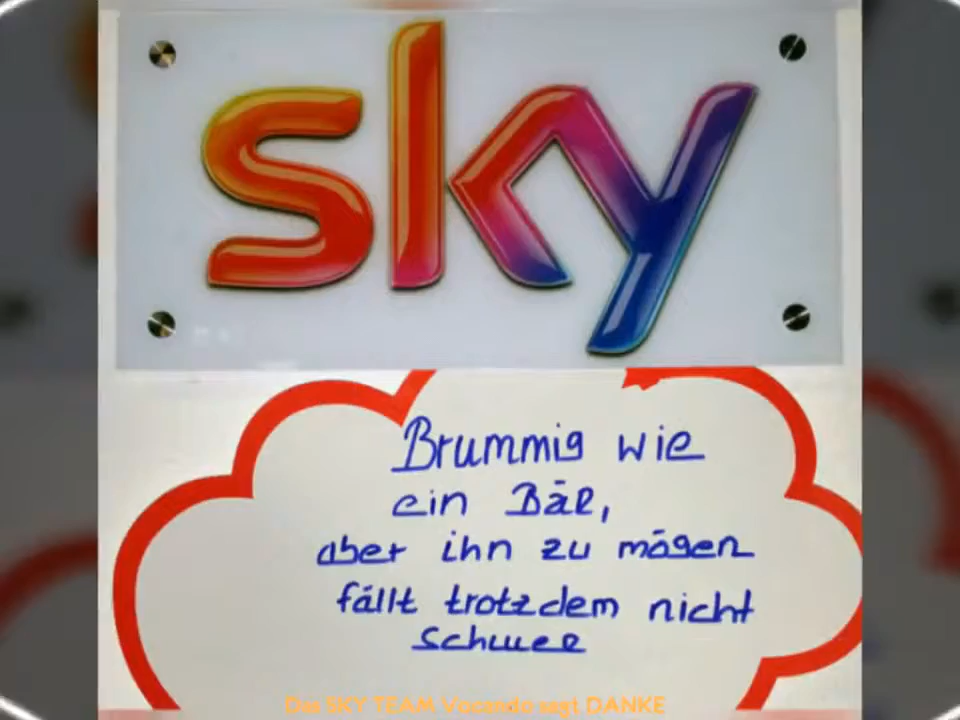 sky
Brummig wie
ein Bär,
aber ihn zu mögen
fällt trotzdem nicht
schwer
Das SKY TEAM Vocando sagt DANKE